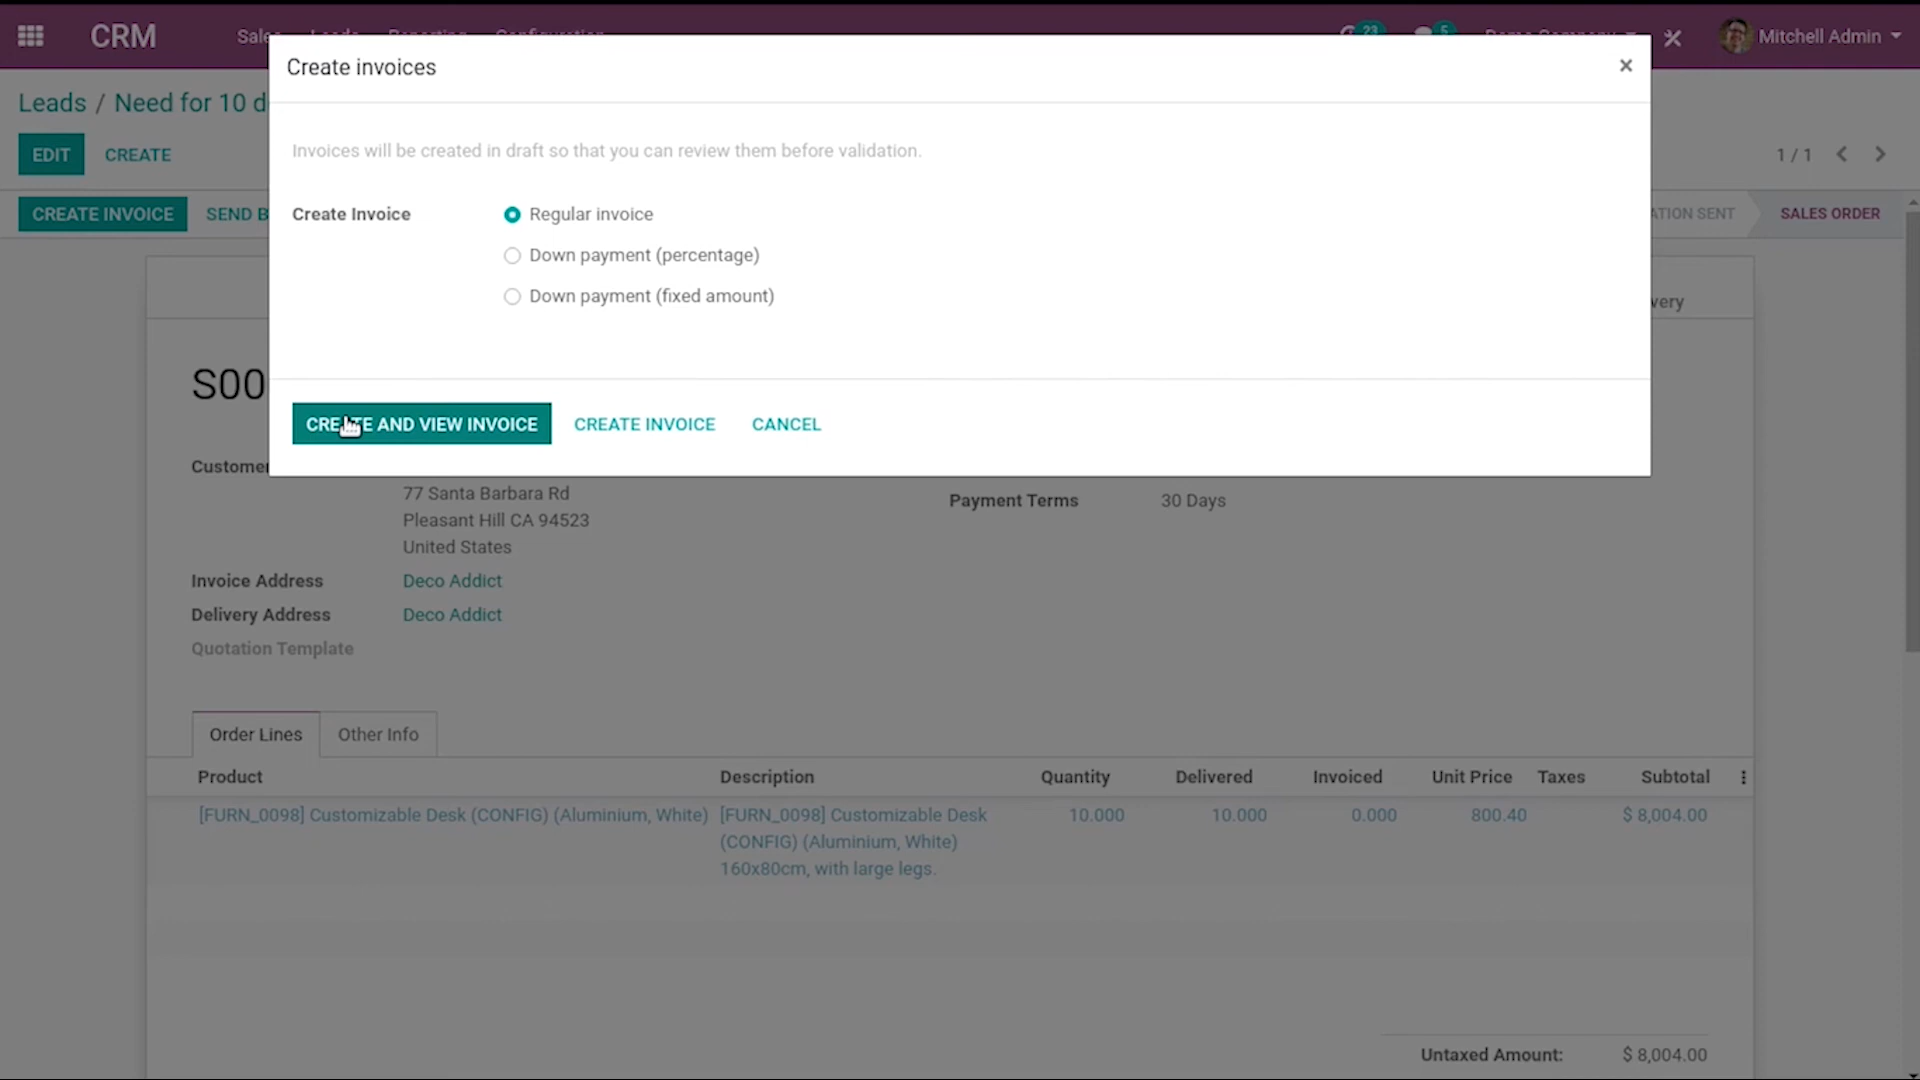 CRM
Sales Leads Reporting Configuration
23
5
Mitchell Admin
Create invoices
×
Leads / Need for 10 d
EDIT CREATE
1 / 1
Invoices will be created in draft so that you can review them before validation.
CREATE INVOICE SEND B
ATION SENT SALES ORDER
Create Invoice
Regular invoice
Down payment (percentage)
Down payment (fixed amount)
very
S00
CREATE AND VIEW INVOICE CREATE INVOICE CANCEL
Customer
77 Santa Barbara Rd
Pleasant Hill CA 94523
United States
Payment Terms 30 Days
Invoice Address Deco Addict
Delivery Address Deco Addict
Quotation Template
Order Lines Other Info
Product Description Quantity Delivered Invoiced Unit Price Taxes Subtotal
[FURN_0098] Customizable Desk (CONFIG) (Aluminium, White) [FURN_0098] Customizable Desk 10.000 10.000 0.000 800.40 $ 8,004.00
(CONFIG) (Aluminium, White)
160x80cm, with large legs.
Untaxed Amount: $ 8,004.00